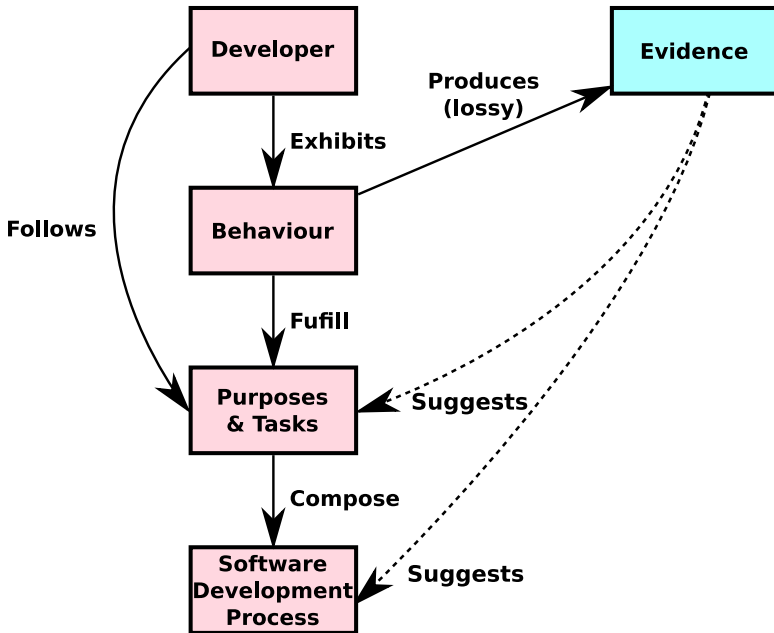 Developer
Evidence
Produces
(lossy)
Exhibits
Follows
Behaviour
Fufill
Purposes
& Tasks
Suggests
Compose
Software
Development
Process
Suggests